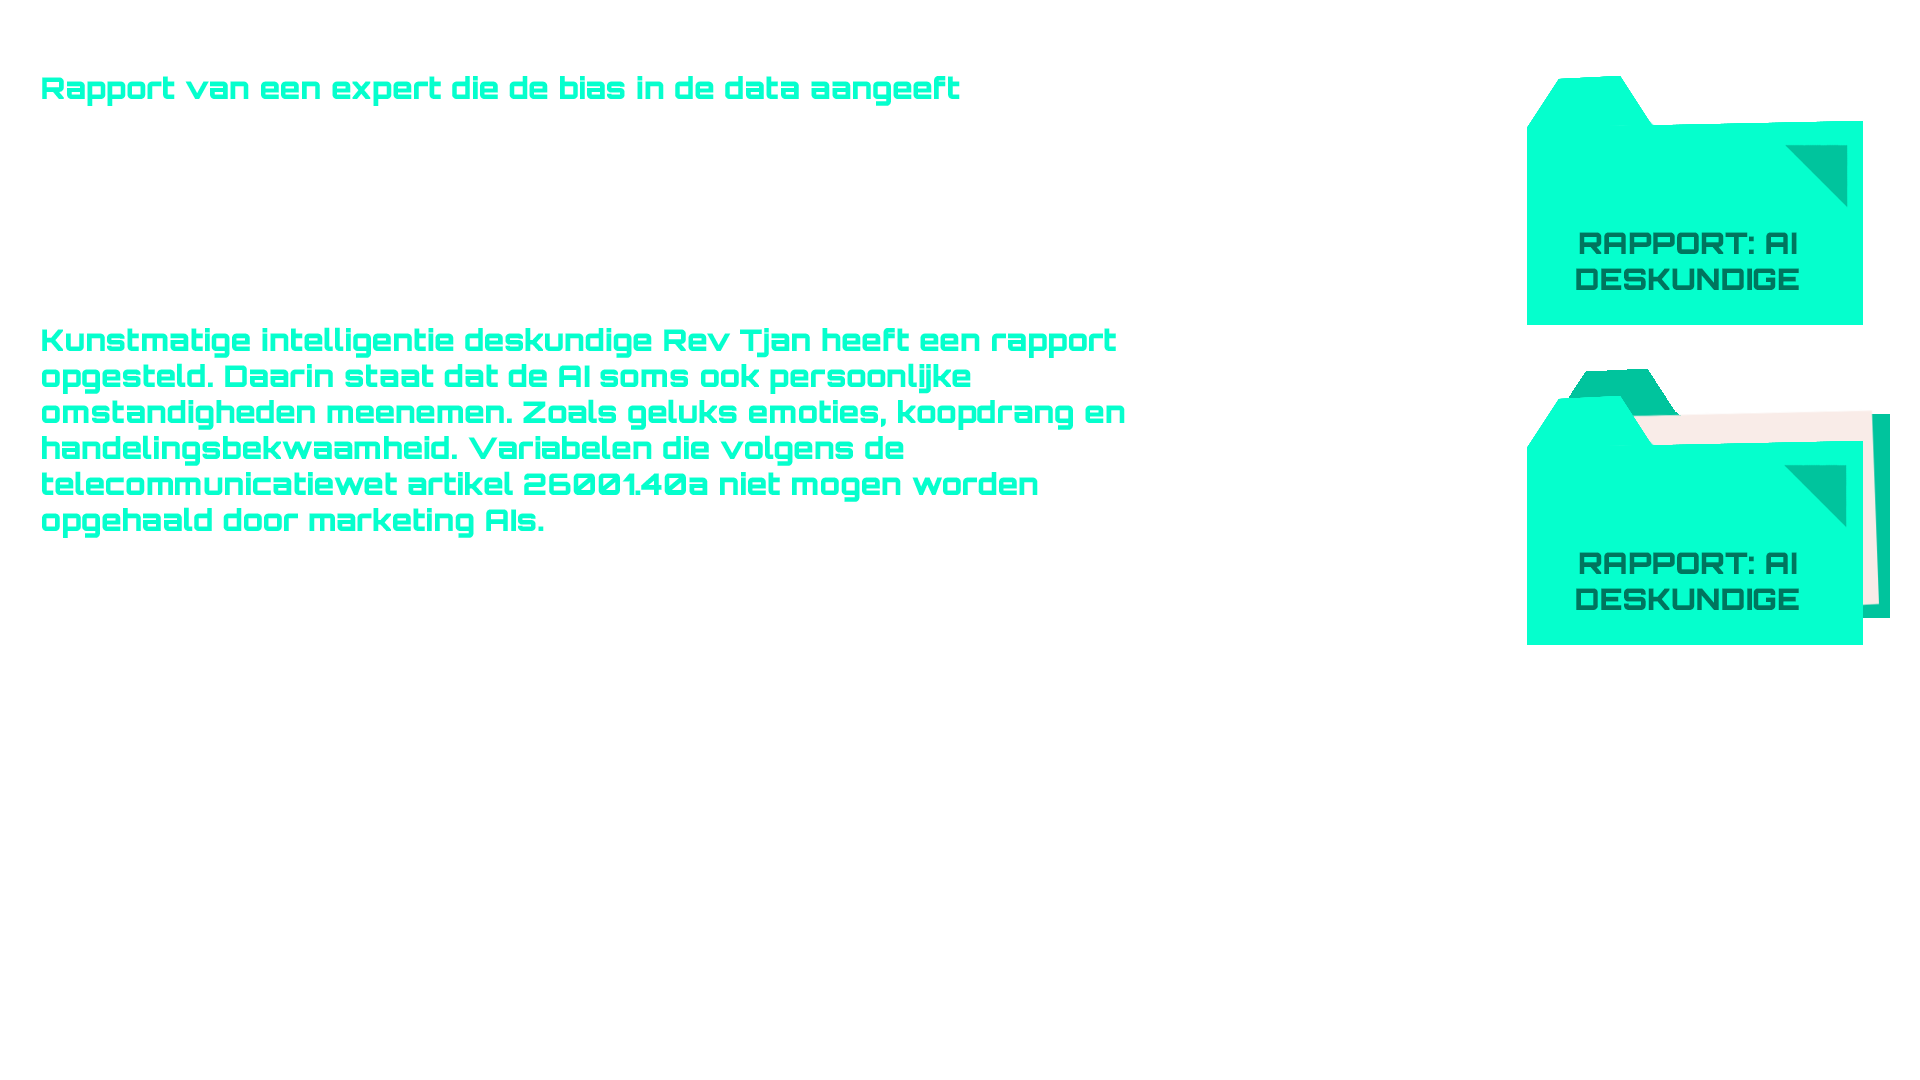 Rapport van een expert die de bias in de data aangeeft
RAPPORT: AI
DESKUNDIGE
Kunstmatige intelligentie deskundige Rev Tjan heeft een rapport
opgesteld. Daarin staat dat de AI soms ook persoonlijke
omstandigheden meenemen. Zoals geluks emoties, koopdrang en
handelingsbekwaamheid. Variabelen die volgens de
telecommunicatiewet artikel 26001.40a niet mogen worden
opgehaald door marketing AIs.
RAPPORT: AI
DESKUNDIGE